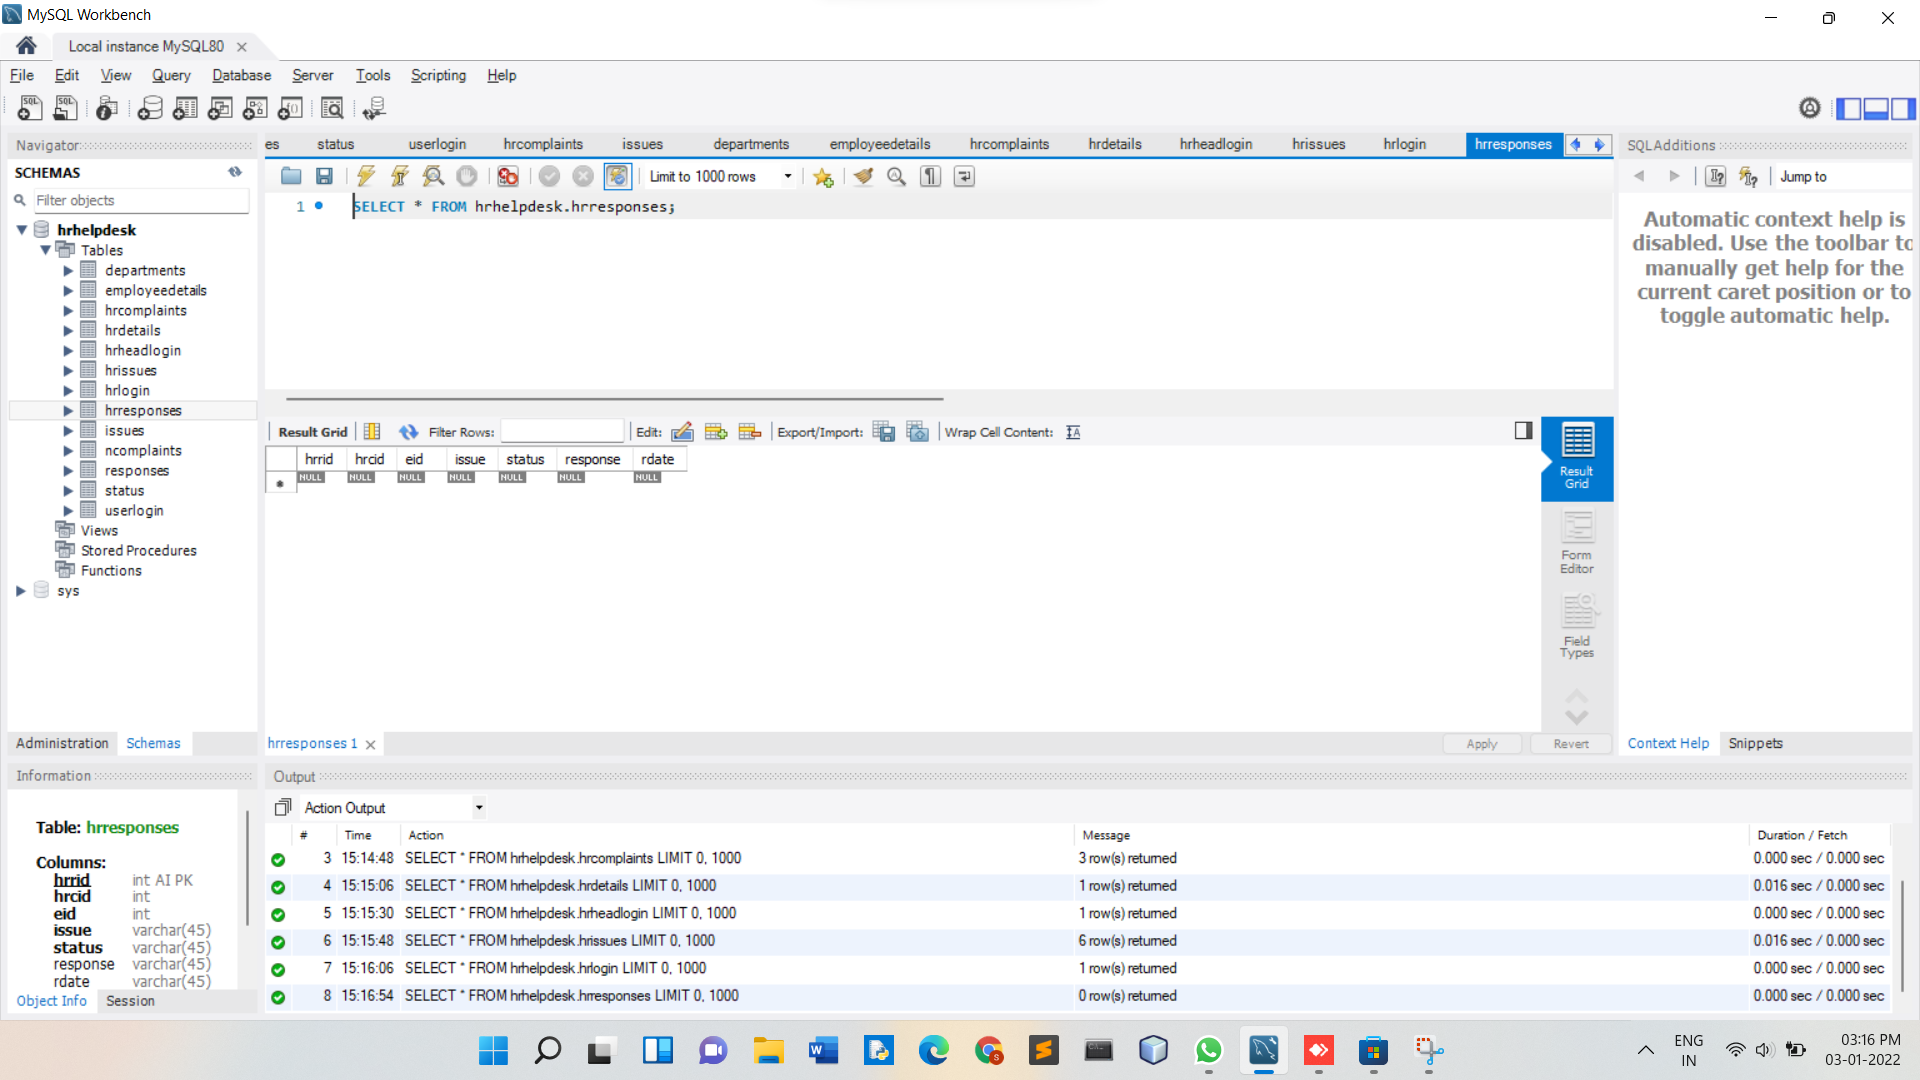 MySQL Workbench
Local instance MySQL80
File Edit View Query Database Server Tools Scripting Help
Navigator
SCHEMAS
Filter objects
hrhelpdesk
Tables
departments
employeedetails
hrcomplaints
hrdetails
hrheadlogin
hrissues
hrlogin
hrresponses
issues
ncomplaints
responses
status
userlogin
Views
Stored Procedures
Functions
sys
Administration Schemas
Information
Table: hrresponses
Columns:
hrrid int AI PK
hrcid int
eid int
issue varchar(45)
status varchar(45)
response varchar(45)
rdate varchar(45)
Object Info Session
es status userlogin hrcomplaints issues departments employeedetails hrcomplaints hrdetails hrheadlogin hrissues hrlogin hrresponses
Limit to 1000 rows
1 SELECT * FROM hrhelpdesk.hrresponses;
Result Grid Filter Rows: Edit: Export/Import: Wrap Cell Content:
hrrid hrcid eid issue status response rdate
NULL NULL NULL NULL NULL NULL NULL
Result
Grid
Form
Editor
Field
Types
hrresponses 1
Apply Revert
SQLAdditions
Jump to
Automatic context help is
disabled. Use the toolbar to
manually get help for the
current caret position or to
toggle automatic help.
Context Help Snippets
Output
Action Output
# Time Action Message Duration / Fetch
3 15:14:48 SELECT * FROM hrhelpdesk.hrcomplaints LIMIT 0, 1000 3 row(s) returned 0.000 sec / 0.000 sec
4 15:15:06 SELECT * FROM hrhelpdesk.hrdetails LIMIT 0, 1000 1 row(s) returned 0.016 sec / 0.000 sec
5 15:15:30 SELECT * FROM hrhelpdesk.hrheadlogin LIMIT 0, 1000 1 row(s) returned 0.000 sec / 0.000 sec
6 15:15:48 SELECT * FROM hrhelpdesk.hrissues LIMIT 0, 1000 6 row(s) returned 0.016 sec / 0.000 sec
7 15:16:06 SELECT * FROM hrhelpdesk.hrlogin LIMIT 0, 1000 1 row(s) returned 0.000 sec / 0.000 sec
8 15:16:54 SELECT * FROM hrhelpdesk.hrresponses LIMIT 0, 1000 0 row(s) returned 0.000 sec / 0.000 sec
ENG
IN
03:16 PM
03-01-2022